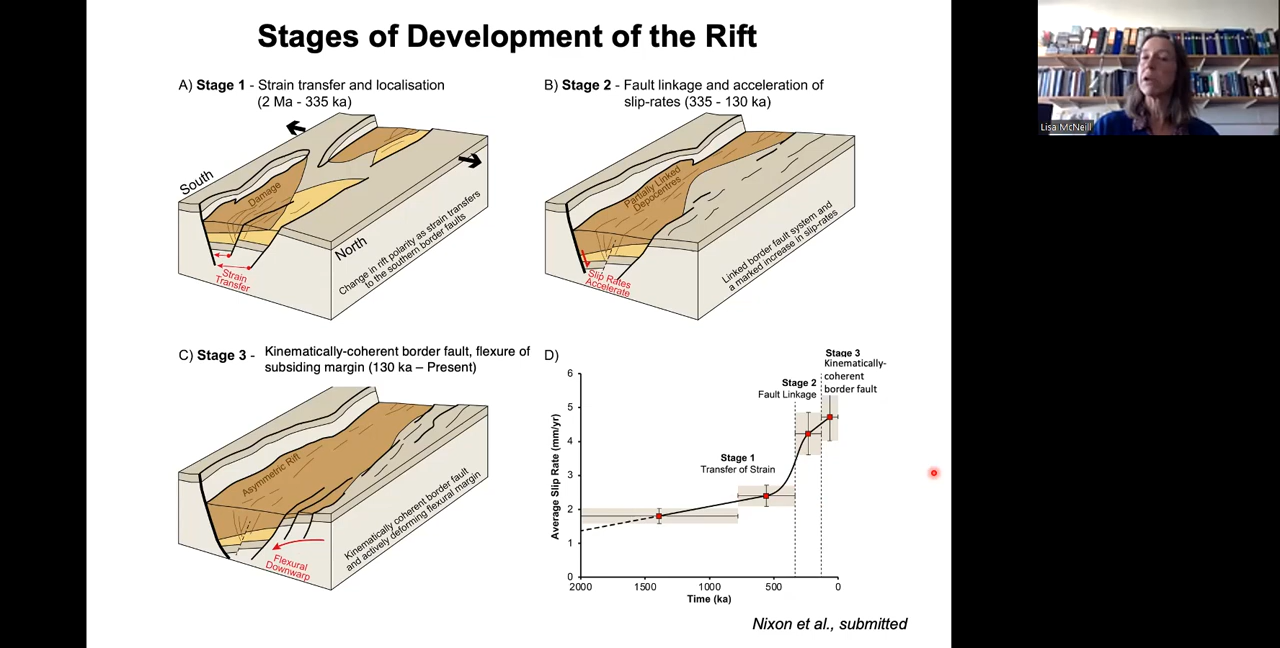 Stages of Development of the Rift
A) Stage 1 - Strain transfer and localisation
(2 Ma - 335 ka)
South
Damage
North
Strain
Transfer
Change in rift polarity as strain transfers
to the southern border faults
B) Stage 2 - Fault linkage and acceleration of
slip-rates (335 - 130 ka)
Partially Linked
Depocentres
Slip Rates
Accelerate
Linked border fault system and
a marked increase in slip-rates
C) Stage 3 - Kinematically-coherent border fault, flexure of
subsiding margin (130 ka – Present)
Asymmetric Rift
Flexural
Downwarp
Kinematically coherent border fault
and actively deforming flexural margin
D)
Stage 3
Kinematically-
coherent
border fault
Stage 2
Fault Linkage
Stage 1
Transfer of Strain
Average Slip Rate (mm/yr)
6
5
4
3
2
1
0
2000 1500 1000 500 0
Time (ka)
Nixon et al., submitted
Lisa McNeill